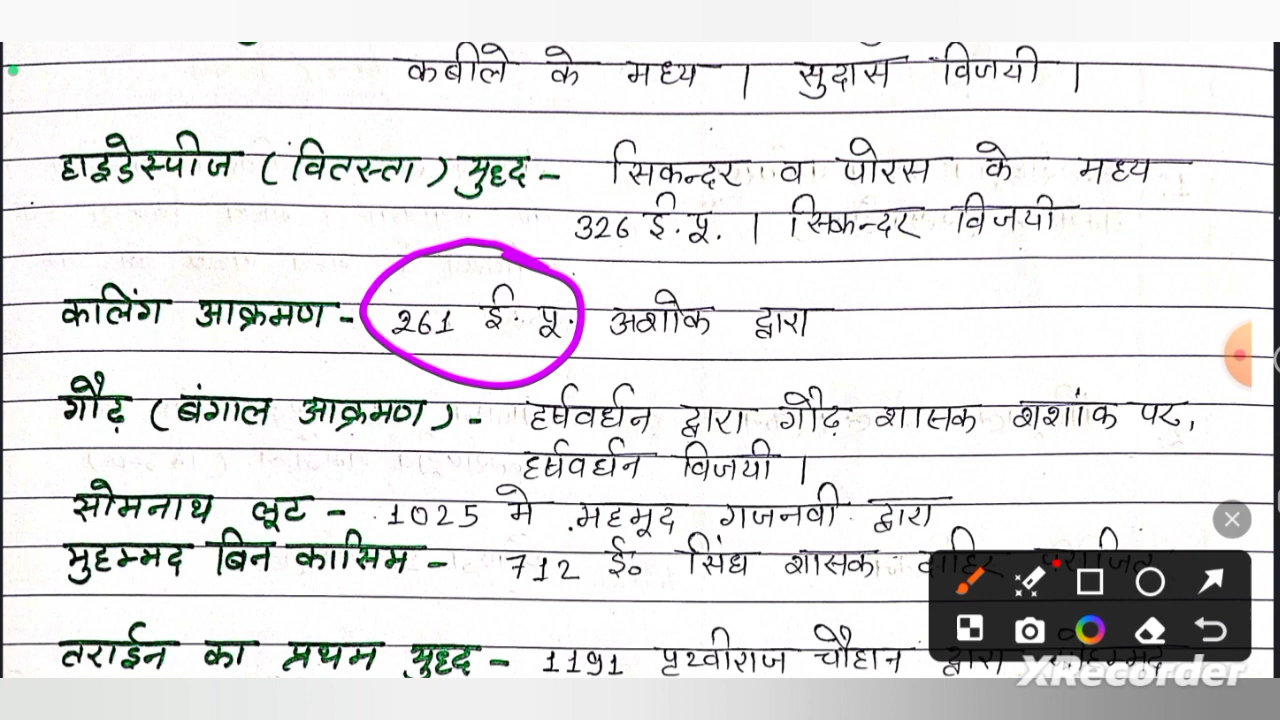 कबीले के मध्य । सुदास विजयी ।
हाइडेस्पीज (वितस्ता) युद्ध - सिकन्दर व पोरस के मध्य
326 ई.पू. । सिकन्दर विजयी
कलिंग आक्रमण - 261 ई. पू. अशोक द्वारा
गौढ़ (बंगाल आक्रमण) - हर्षवर्धन द्वारा गौढ़ शासक शशांक पर,
हर्षवर्धन विजयी ।
सोमनाथ लूट - 1025 मे महमूद गजनवी द्वारा
मुहम्मद बिन कासिम - 712 ई० सिंध शासक दाहिर पराजित
तराईन का प्रथम युद्ध - 1191 पृथ्वीराज चौहान द्वारा
XRecorder